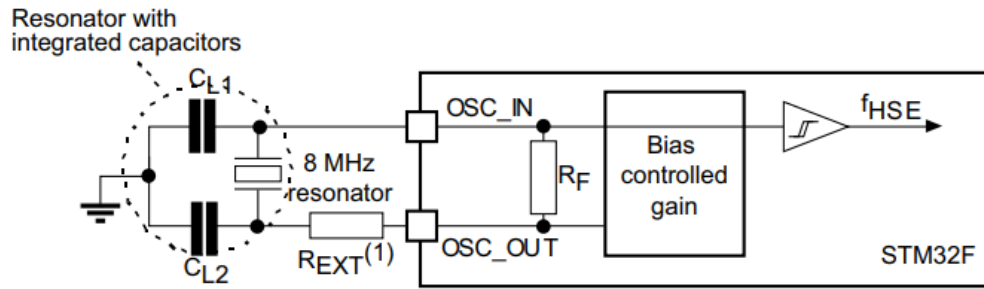 Resonator with
integrated capacitors
CL1
OSC_IN
fHSE
8 MHz
resonator
RF
Bias
controlled
gain
REXT(1)
OSC_OUT
STM32F
CL2